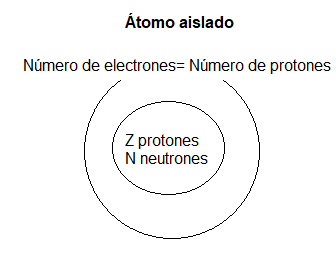 Átomo aislado
Número de electrones= Número de protones
Z protones
N neutrones